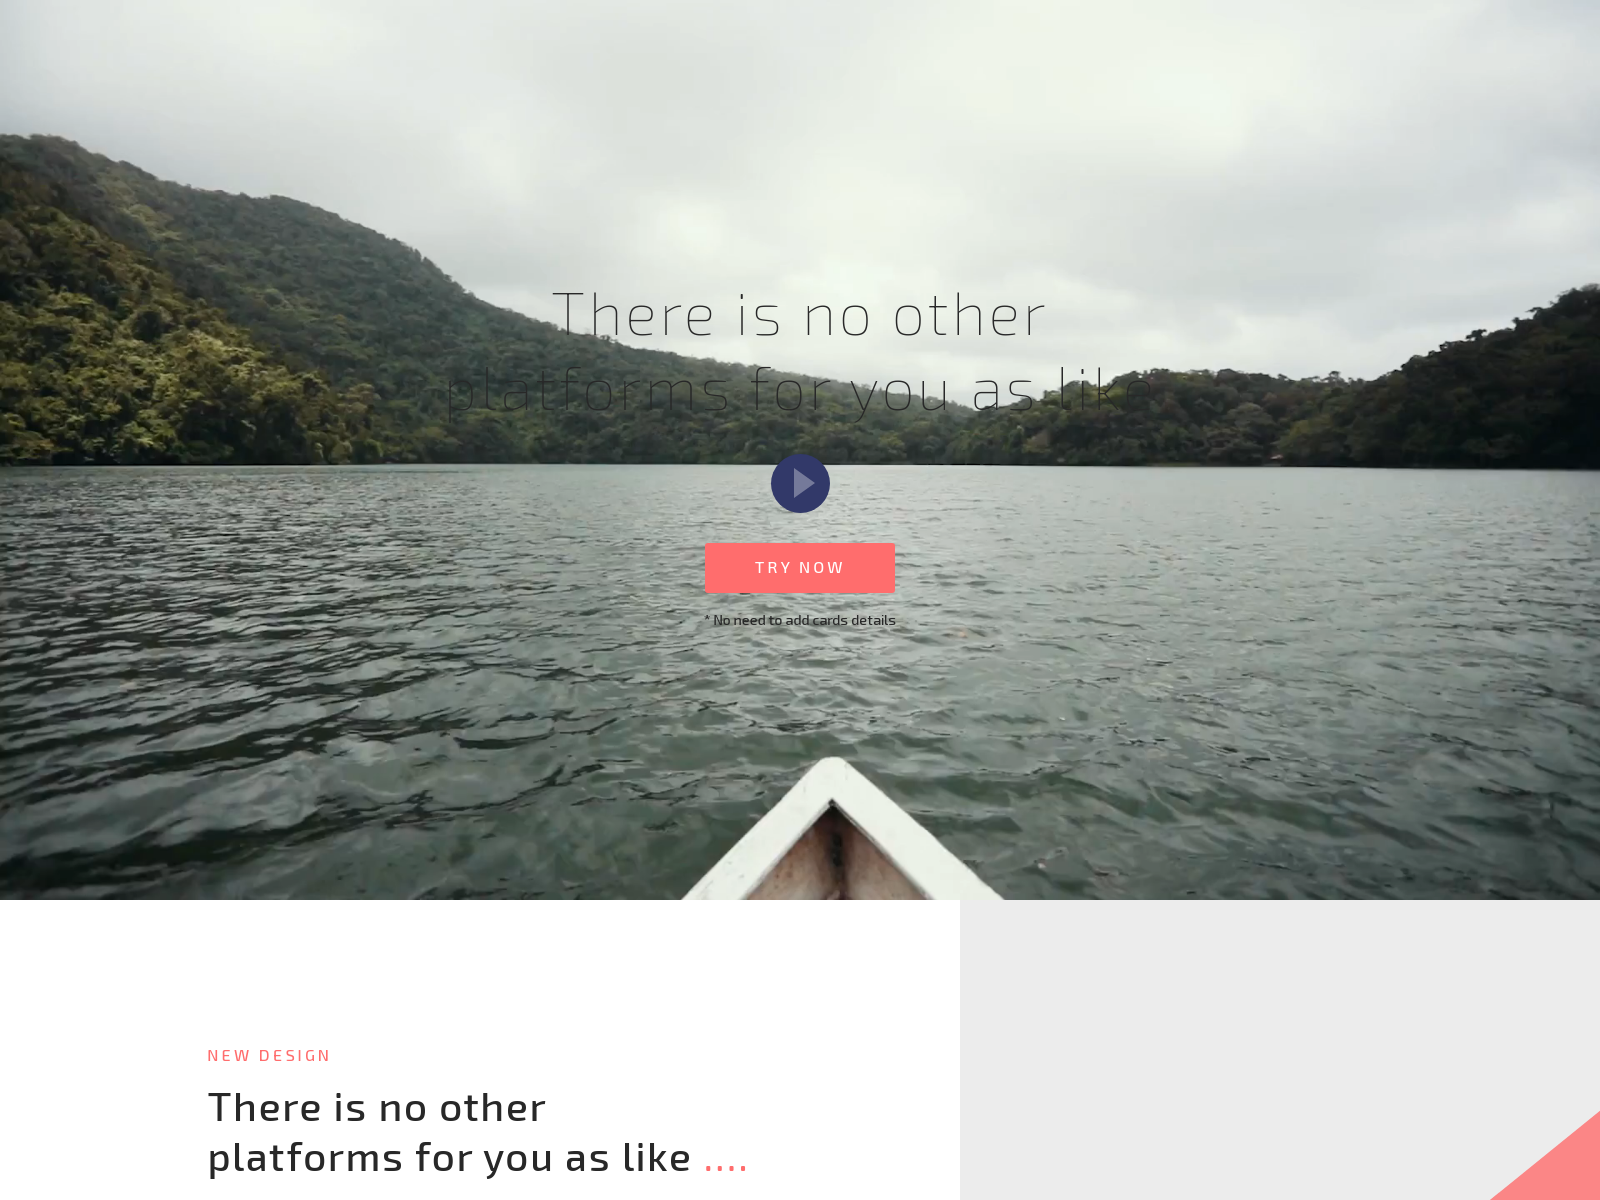 There is no other
platforms for you as like
TRY NOW
* No need to add cards details
NEW DESIGN
There is no other
platforms for you as like ....